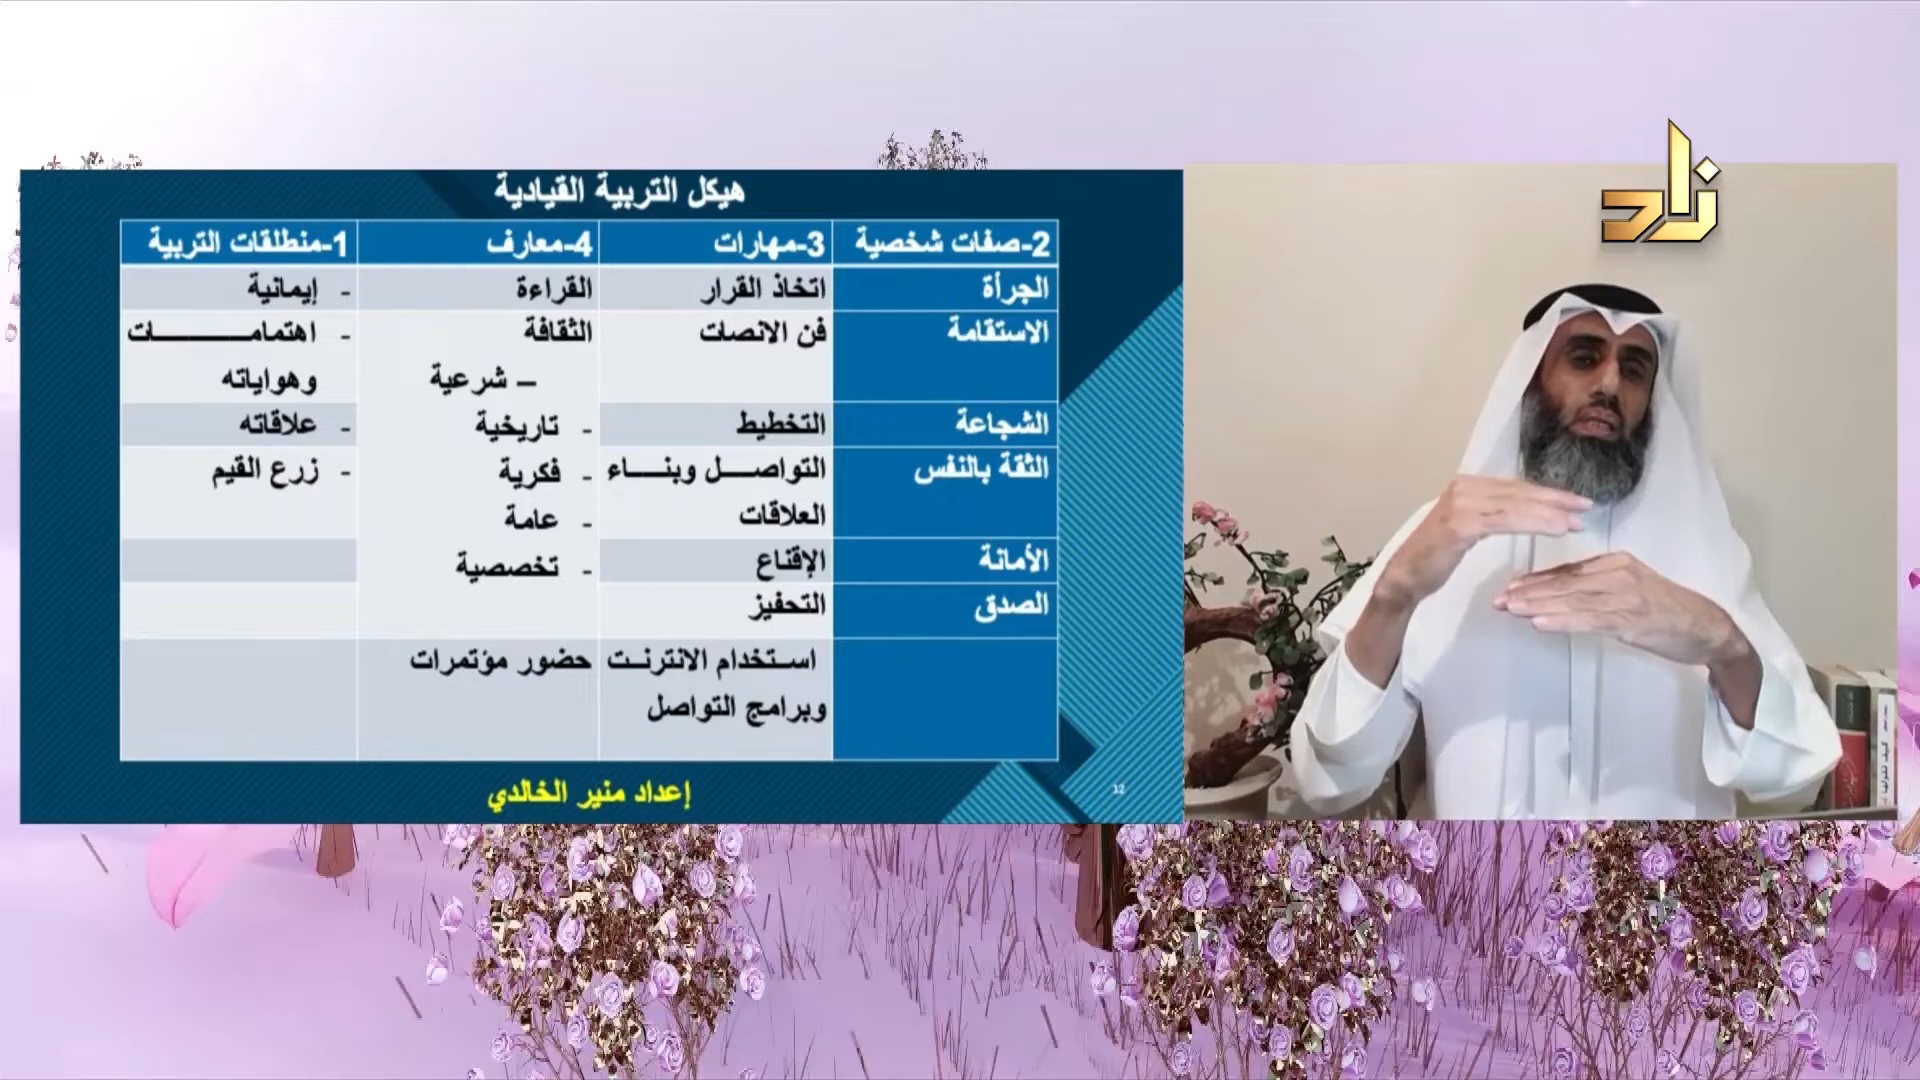 زاد
هيكل التربية القيادية
2-صفات شخصية 3-مهارات 4-معارف 1-منطلقات التربية
الجرأة اتخاذ القرار القراءة - إيمانية
الاستقامة فن الانصات الثقافة - اهتمامات
– شرعية وهواياته
الشجاعة التخطيط - تاريخية - علاقاته
الثقة بالنفس التواصل وبناء - فكرية - زرع القيم
العلاقات - عامة
الأمانة الإقناع - تخصصية
الصدق التحفيز
استخدام الانترنت حضور مؤتمرات
وبرامج التواصل
إعداد منير الخالدي
12